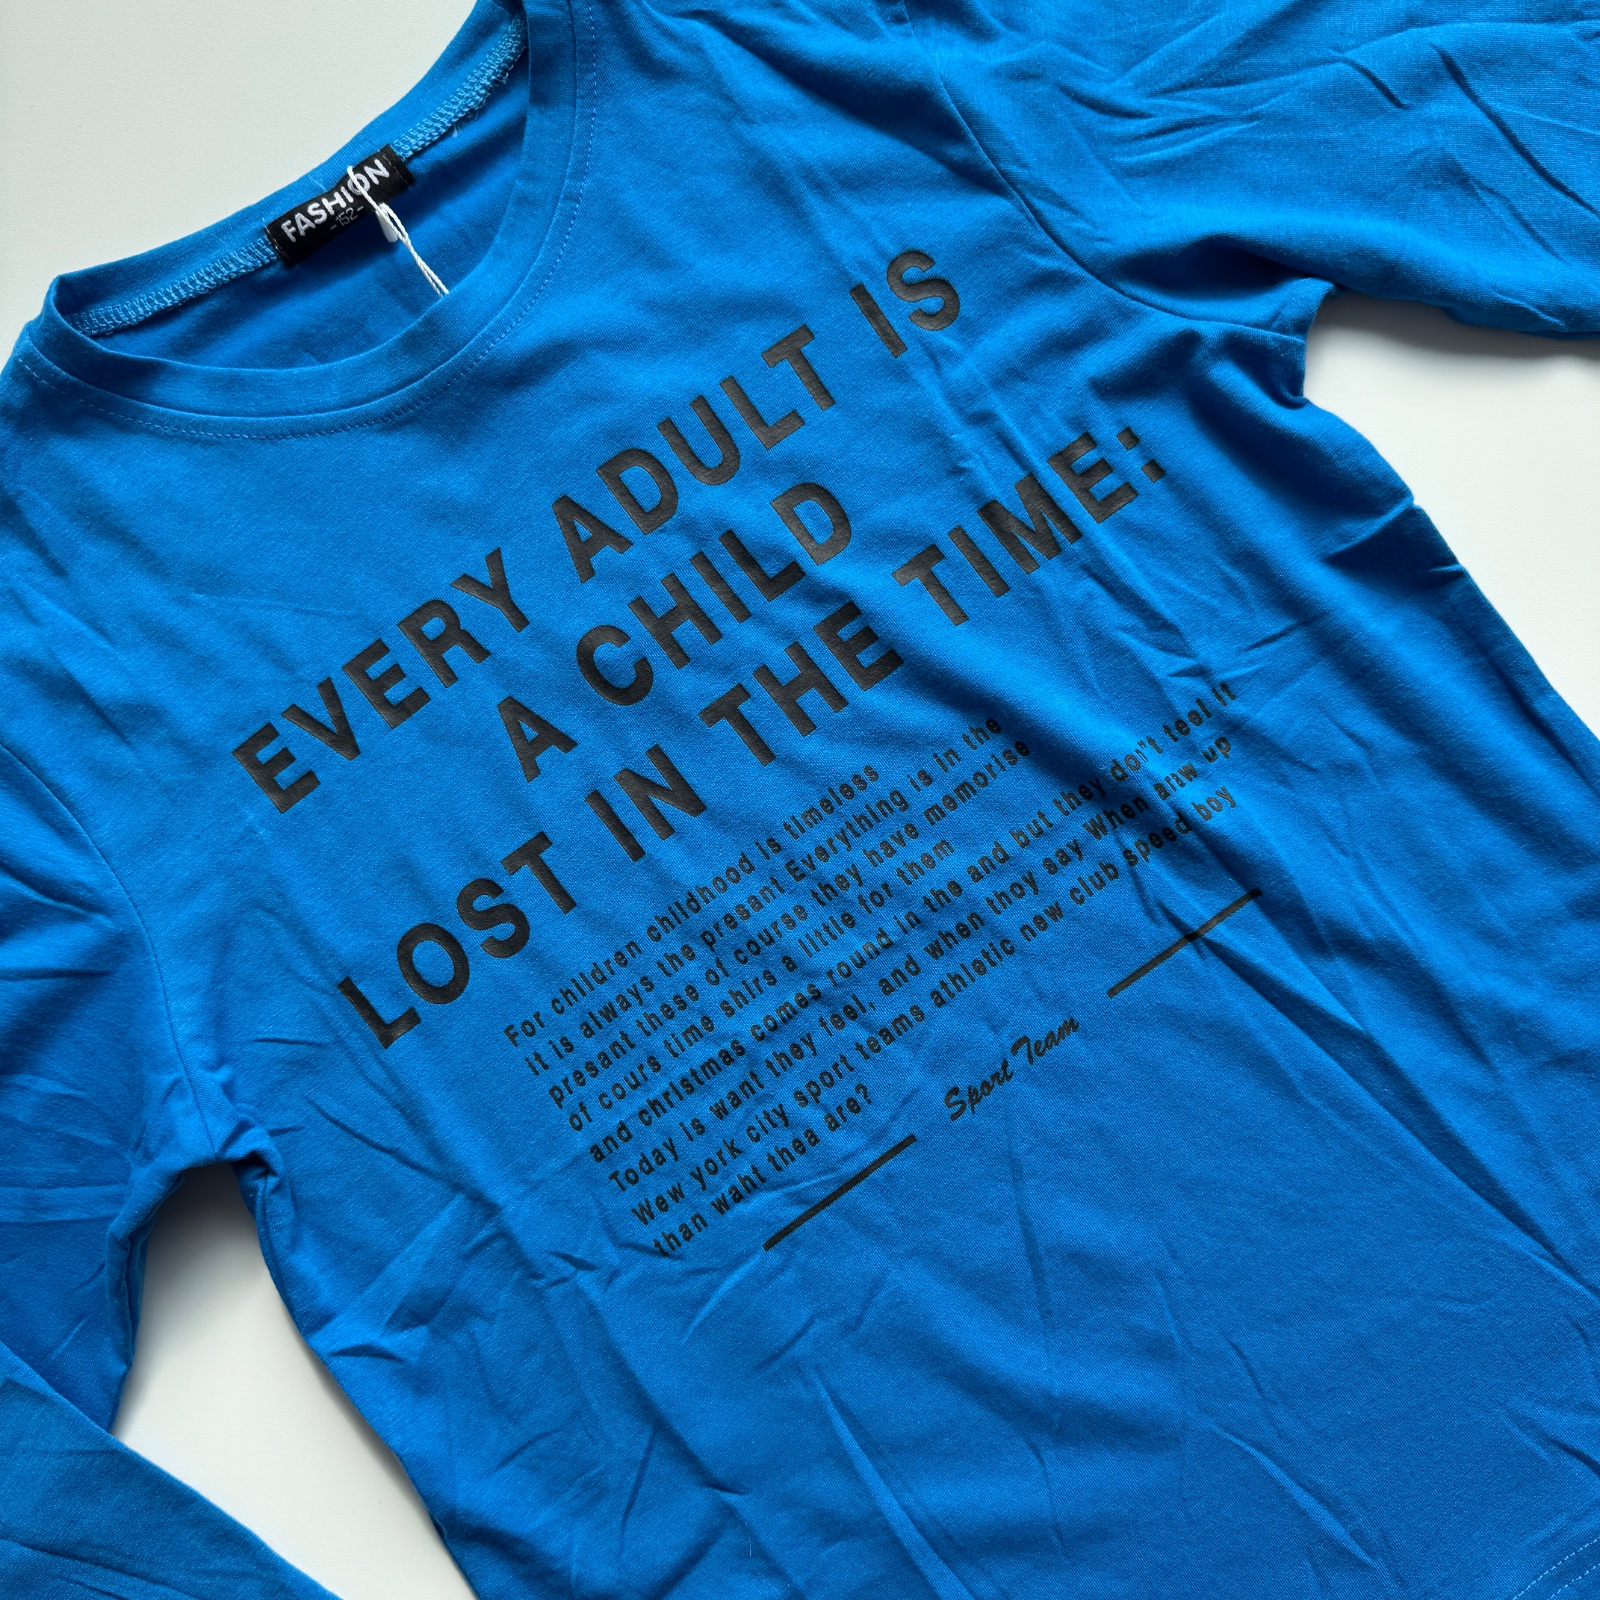 FASHION
-152-
EVERY ADULT IS
A CHILD
LOST IN THE TIME:
For children childhood is timeless
it is always the presant Everything is in the
presant these of course they have memorise
of cours time shirs a little for them
and christmas comes round in the and but they don't teel it
Today is want they feel, and when thoy say When araw up
Wew york city sport teams athletic new club speed boy
than waht thea are?
Sport Team